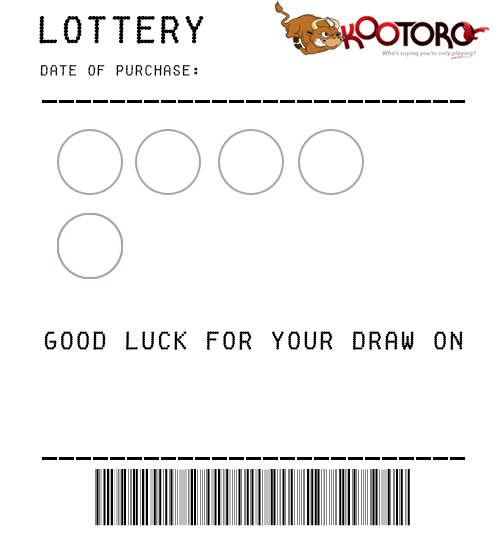 LOTTERY
KOOTORO
Who's saying you're only playing?
DATE OF PURCHASE:
GOOD LUCK FOR YOUR DRAW ON